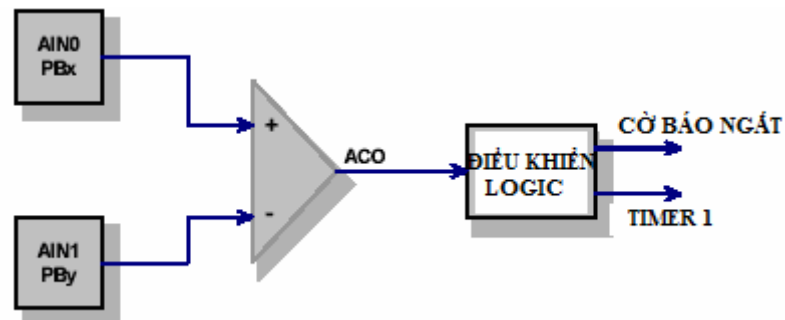 AIN0
PBx
+
ACO
-
AIN1
PBy
ĐIỀU KHIỂN
LOGIC
CỜ BÁO NGẮT
TIMER 1